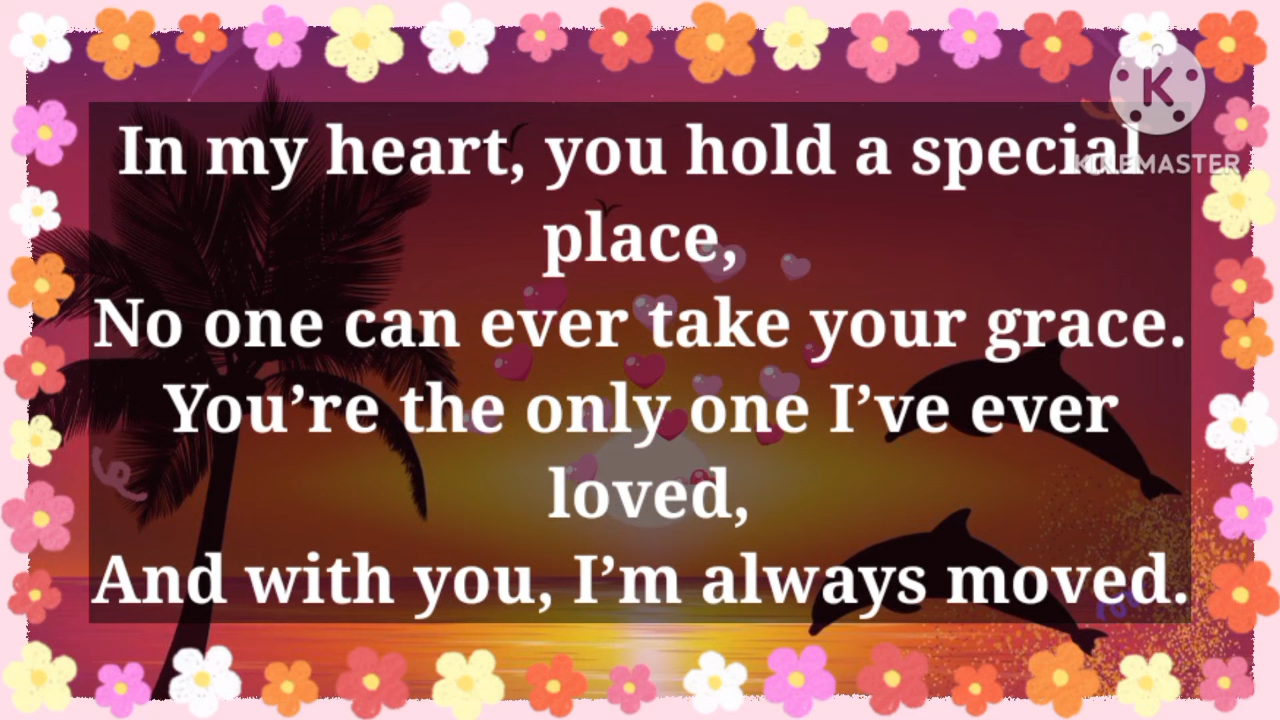 In my heart, you hold a special
place,
No one can ever take your grace.
You’re the only one I’ve ever
loved,
And with you, I’m always moved.
K
KINEMASTER